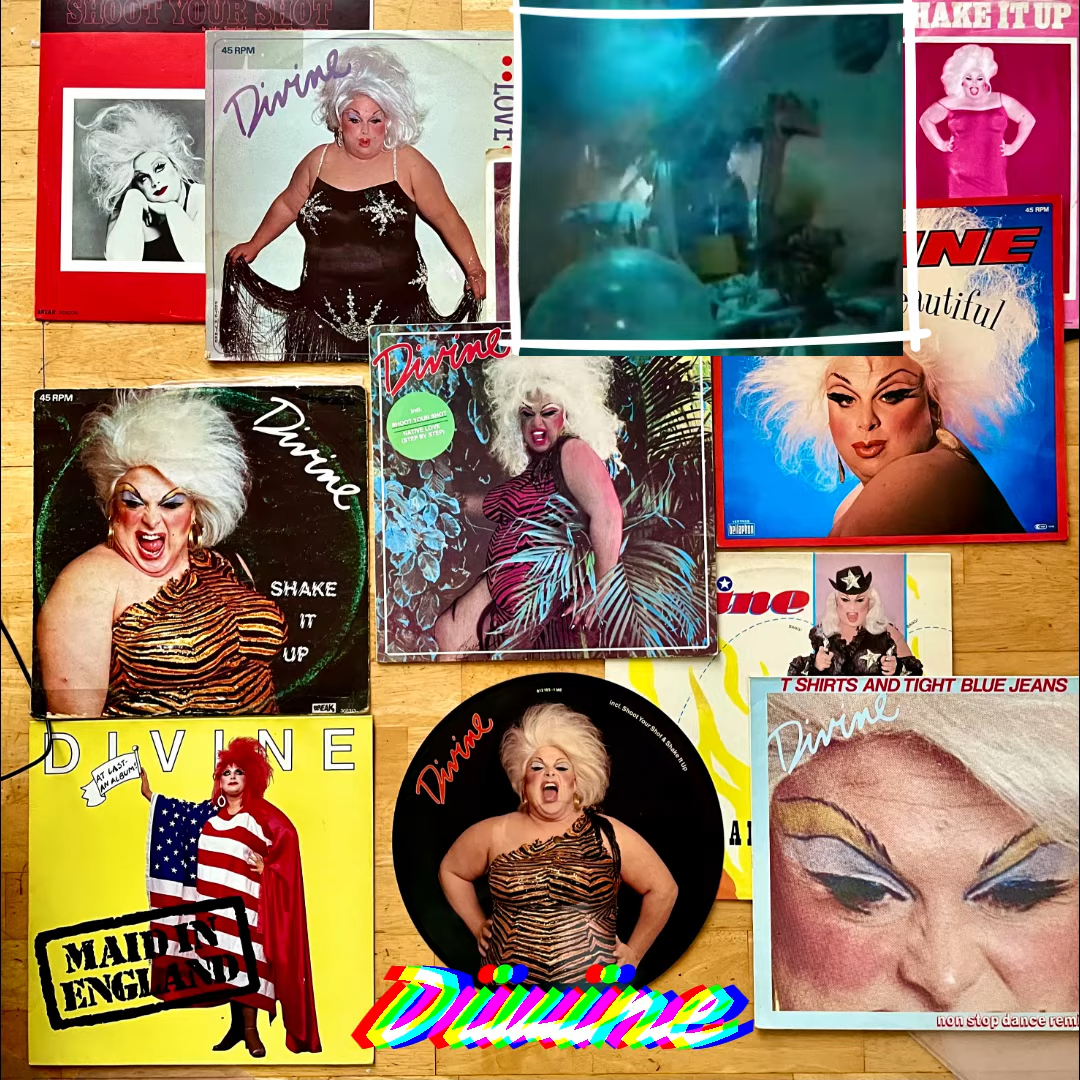 SHOOT YOUR SHOT
HAKE IT UP
45 RPM
Divine
LOVE
45 RPM
INE
eautiful
Divine
incl.
SHOOT YOUR SHOT
NATIVE LOVE
(STEP BY STEP)
bellaphon
45 RPM
Divine
SHAKE
IT
UP
BREAK
ine
T SHIRTS AND TIGHT BLUE JEANS
Divine
non stop dance remi
DIVINE
AT LAST-
AN ALBUM!
MAID IN
ENGLAND
Divine
incl. Shoot Your Shot & Shake It Up
Divine